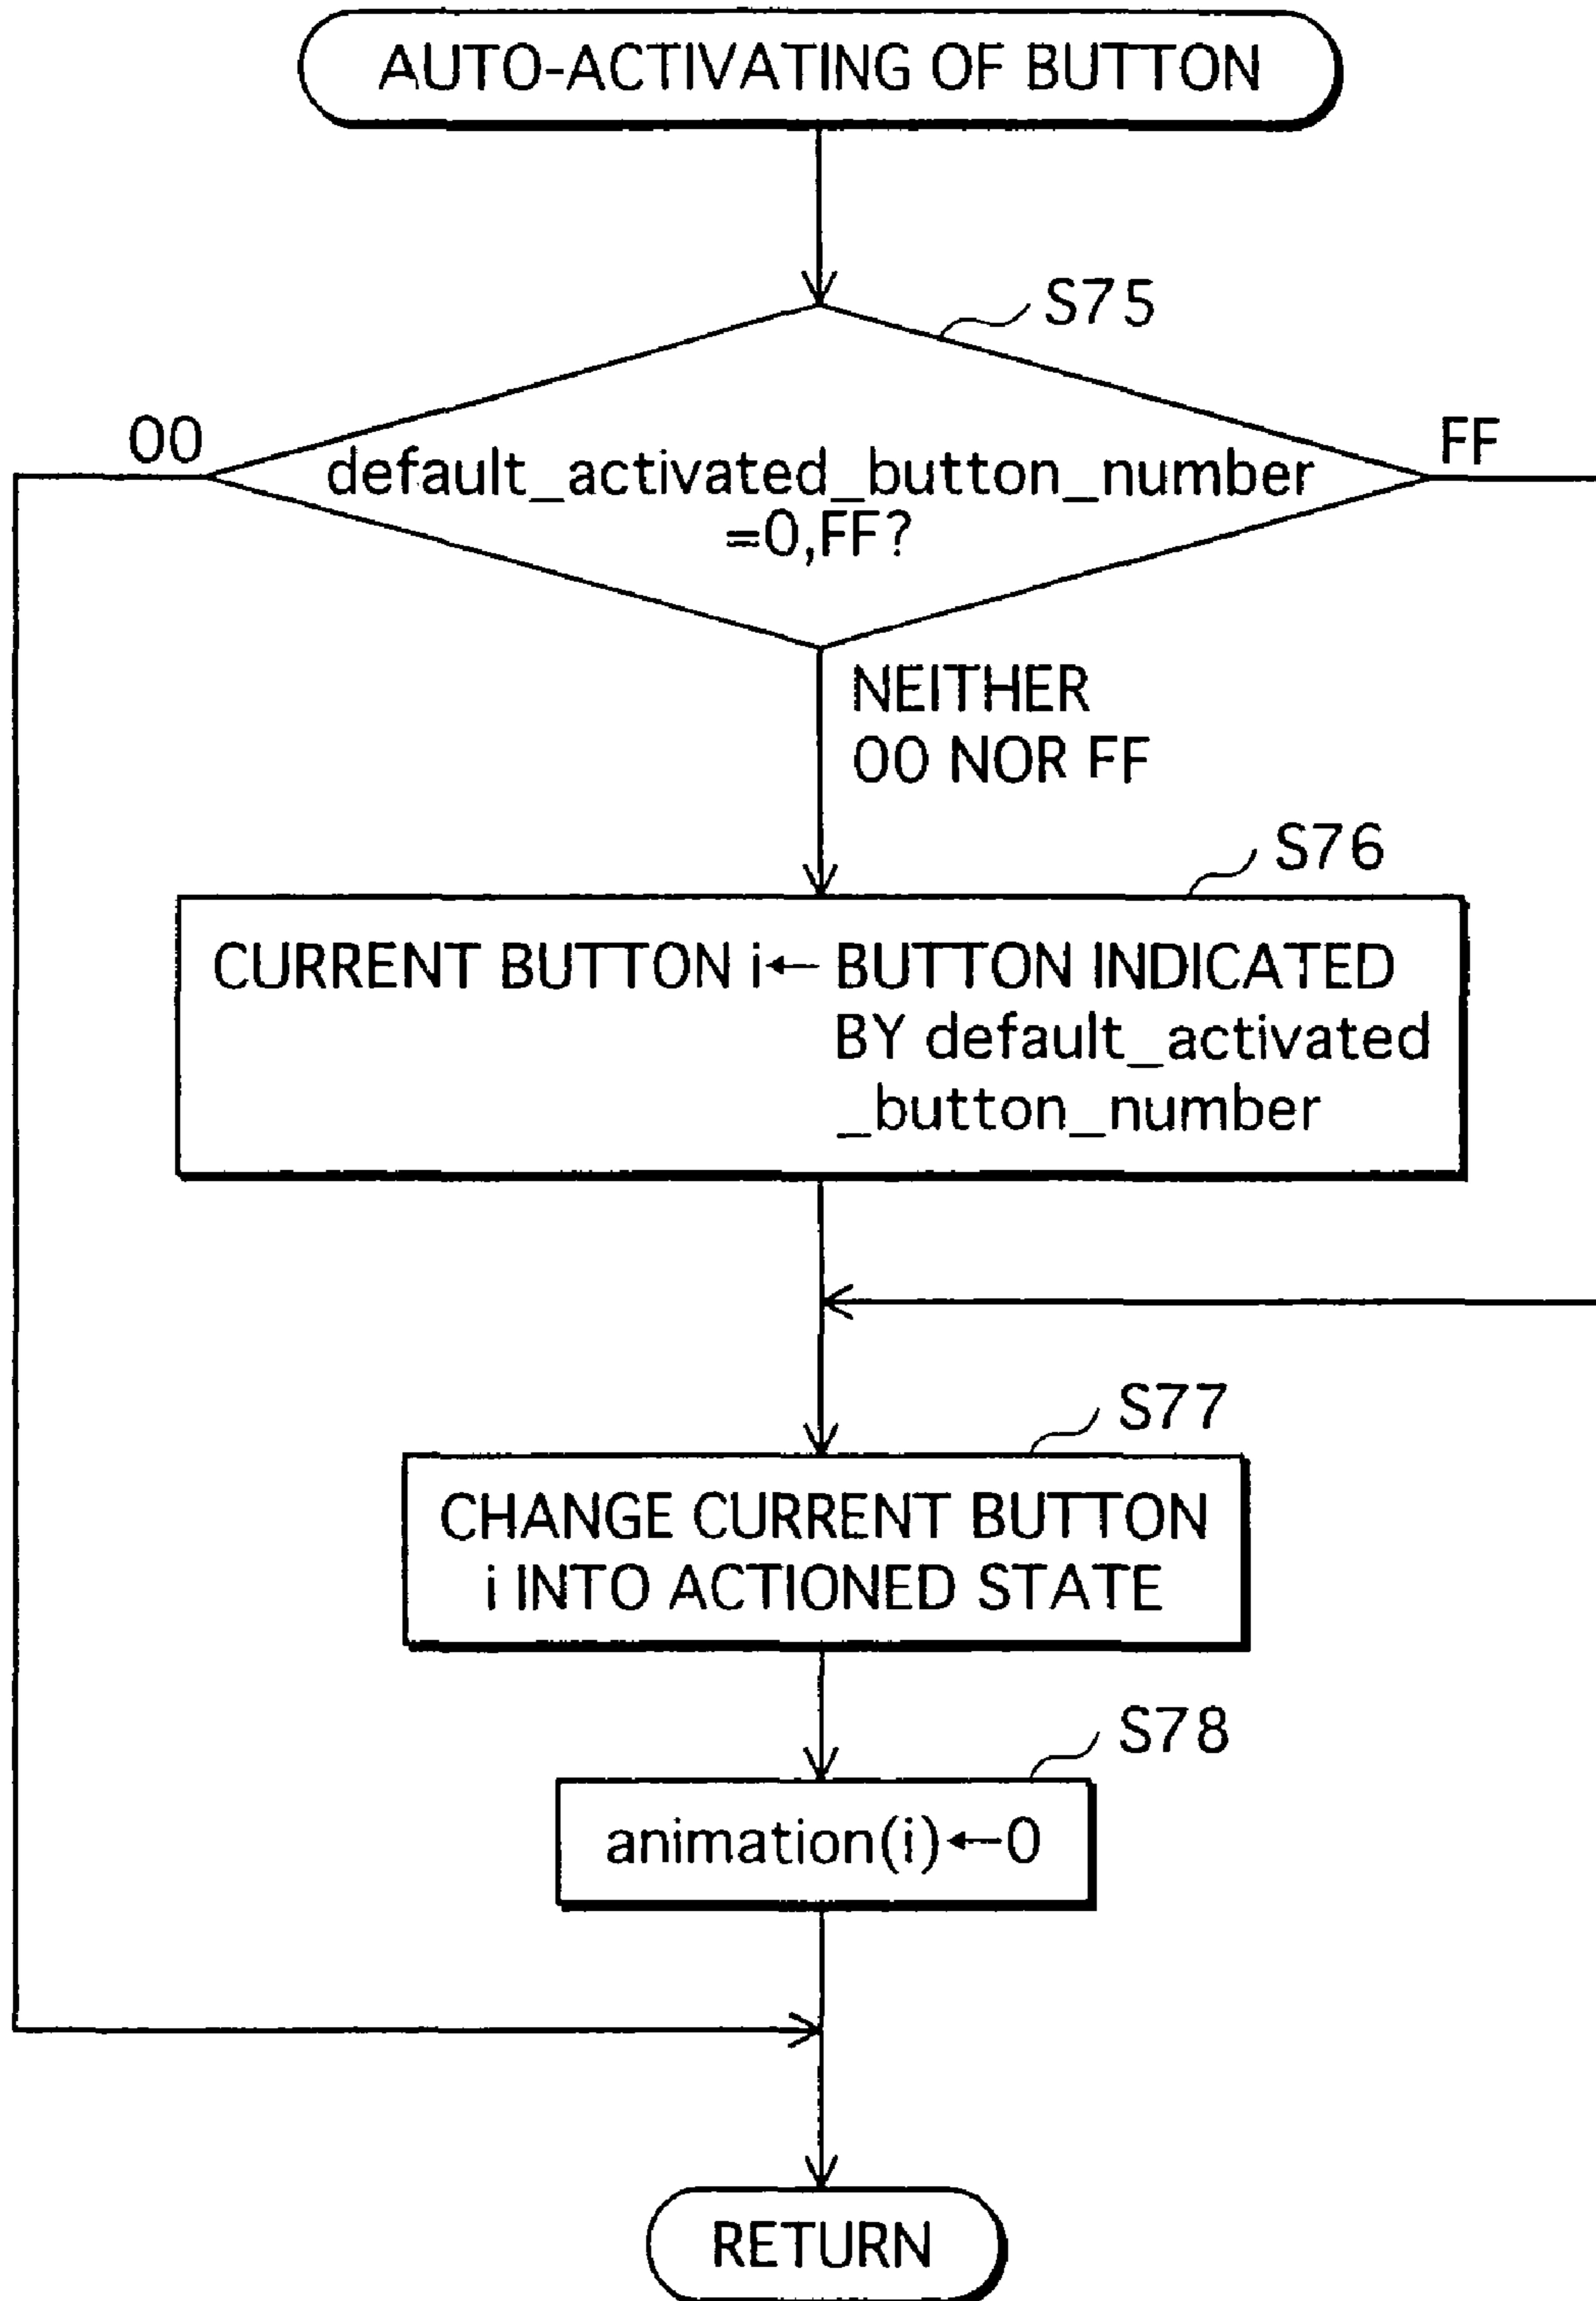 AUTO-ACTIVATING OF BUTTON
S75
00
FF
default_activated_button_number
=0,FF?
NEITHER
00 NOR FF
S76
CURRENT BUTTON i← BUTTON INDICATED
BY default_activated
_button_number
S77
CHANGE CURRENT BUTTON
i INTO ACTIONED STATE
S78
animation(i)←0
RETURN